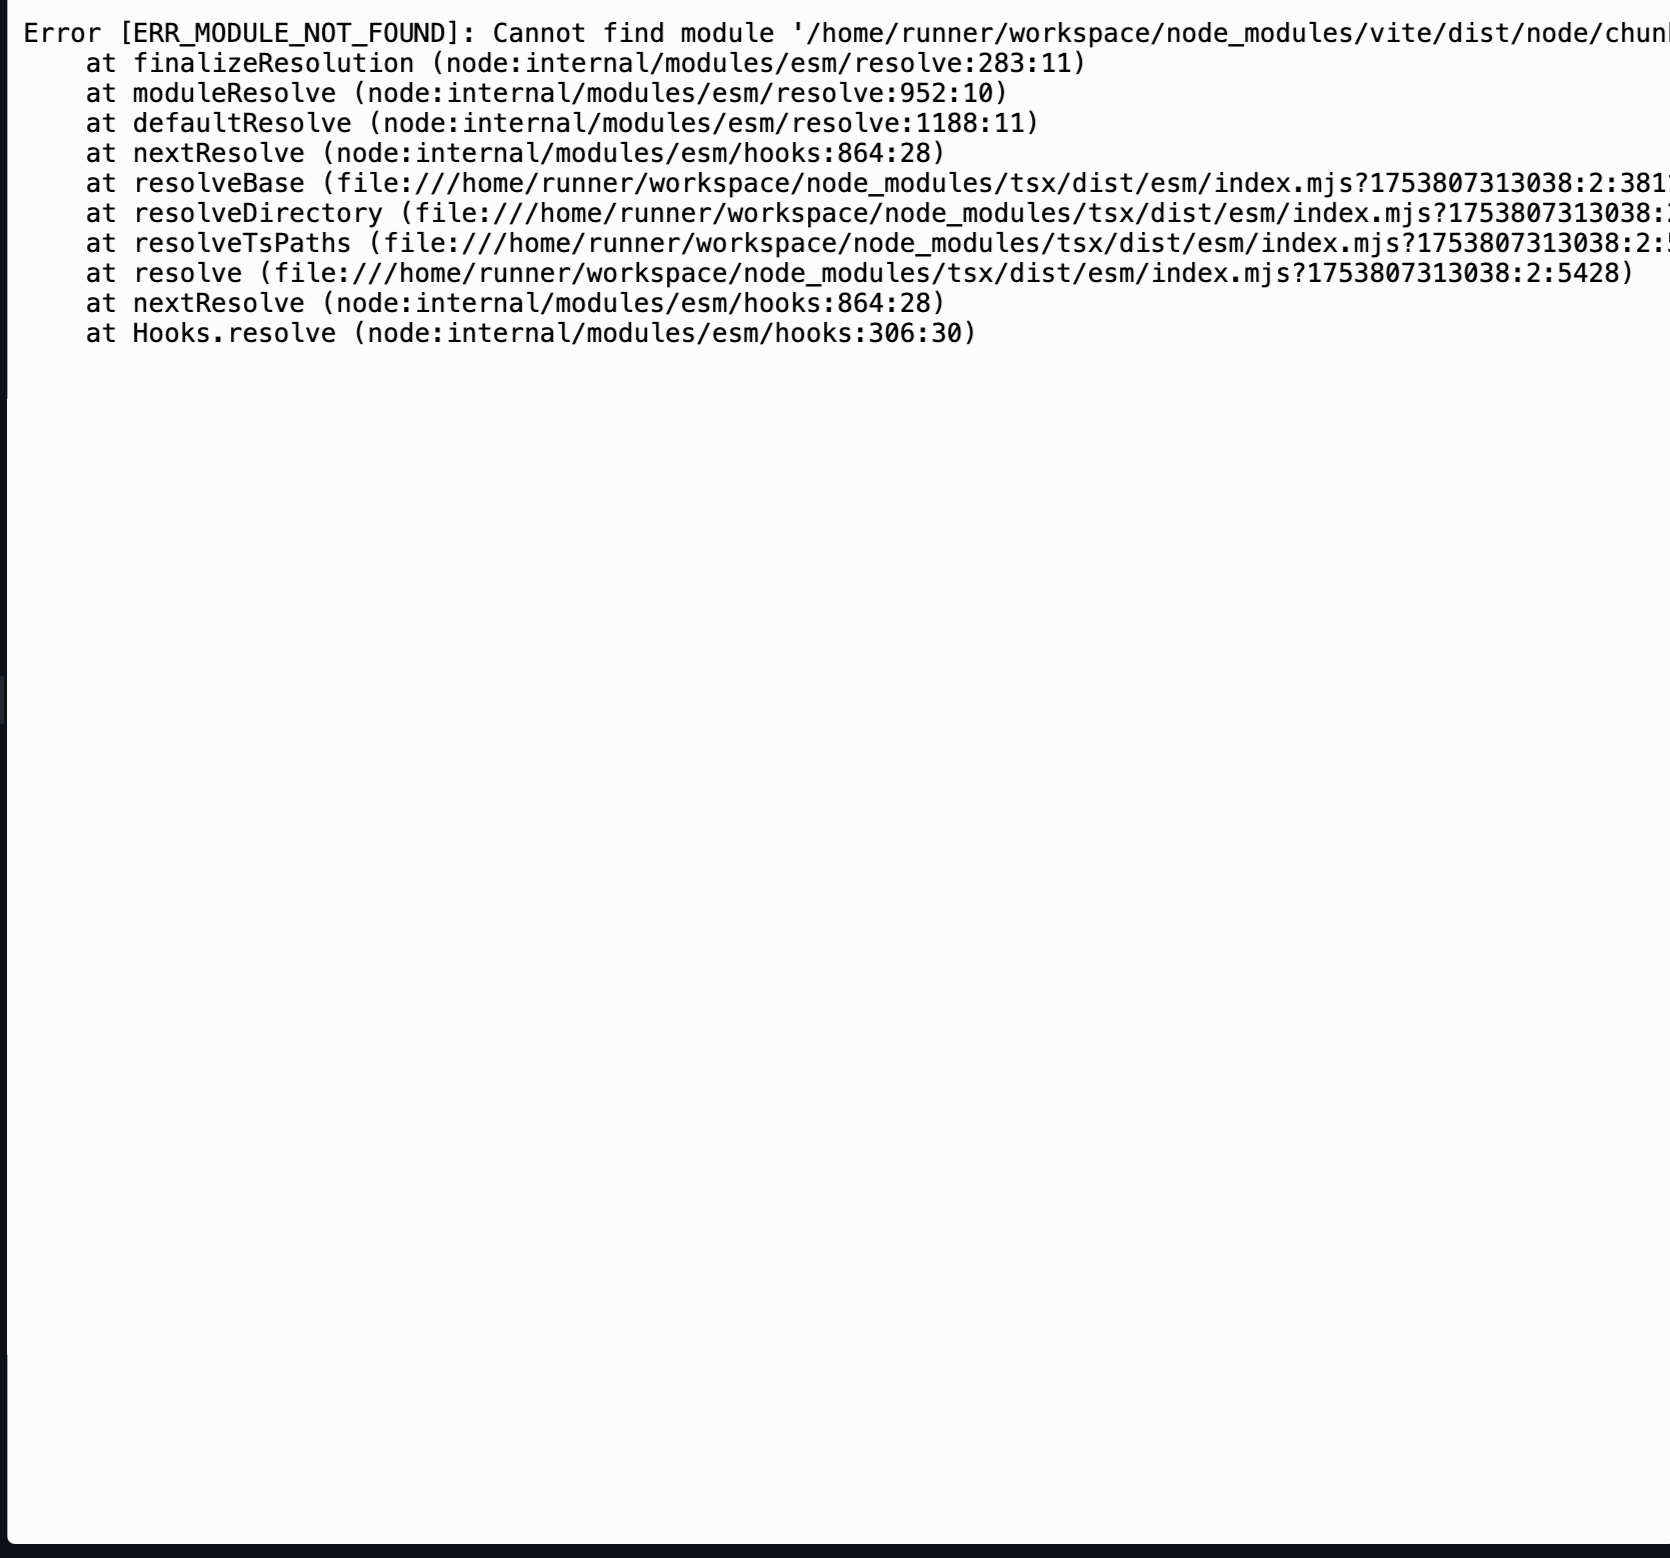 Error [ERR_MODULE_NOT_FOUND]: Cannot find module '/home/runner/workspace/node_modules/vite/dist/node/chun
at finalizeResolution (node:internal/modules/esm/resolve:283:11)
at moduleResolve (node:internal/modules/esm/resolve:952:10)
at defaultResolve (node:internal/modules/esm/resolve:1188:11)
at nextResolve (node:internal/modules/esm/hooks:864:28)
at resolveBase (file:///home/runner/workspace/node_modules/tsx/dist/esm/index.mjs?1753807313038:2:381
at resolveDirectory (file:///home/runner/workspace/node_modules/tsx/dist/esm/index.mjs?1753807313038:
at resolveTsPaths (file:///home/runner/workspace/node_modules/tsx/dist/esm/index.mjs?1753807313038:2:
at resolve (file:///home/runner/workspace/node_modules/tsx/dist/esm/index.mjs?1753807313038:2:5428)
at nextResolve (node:internal/modules/esm/hooks:864:28)
at Hooks.resolve (node:internal/modules/esm/hooks:306:30)